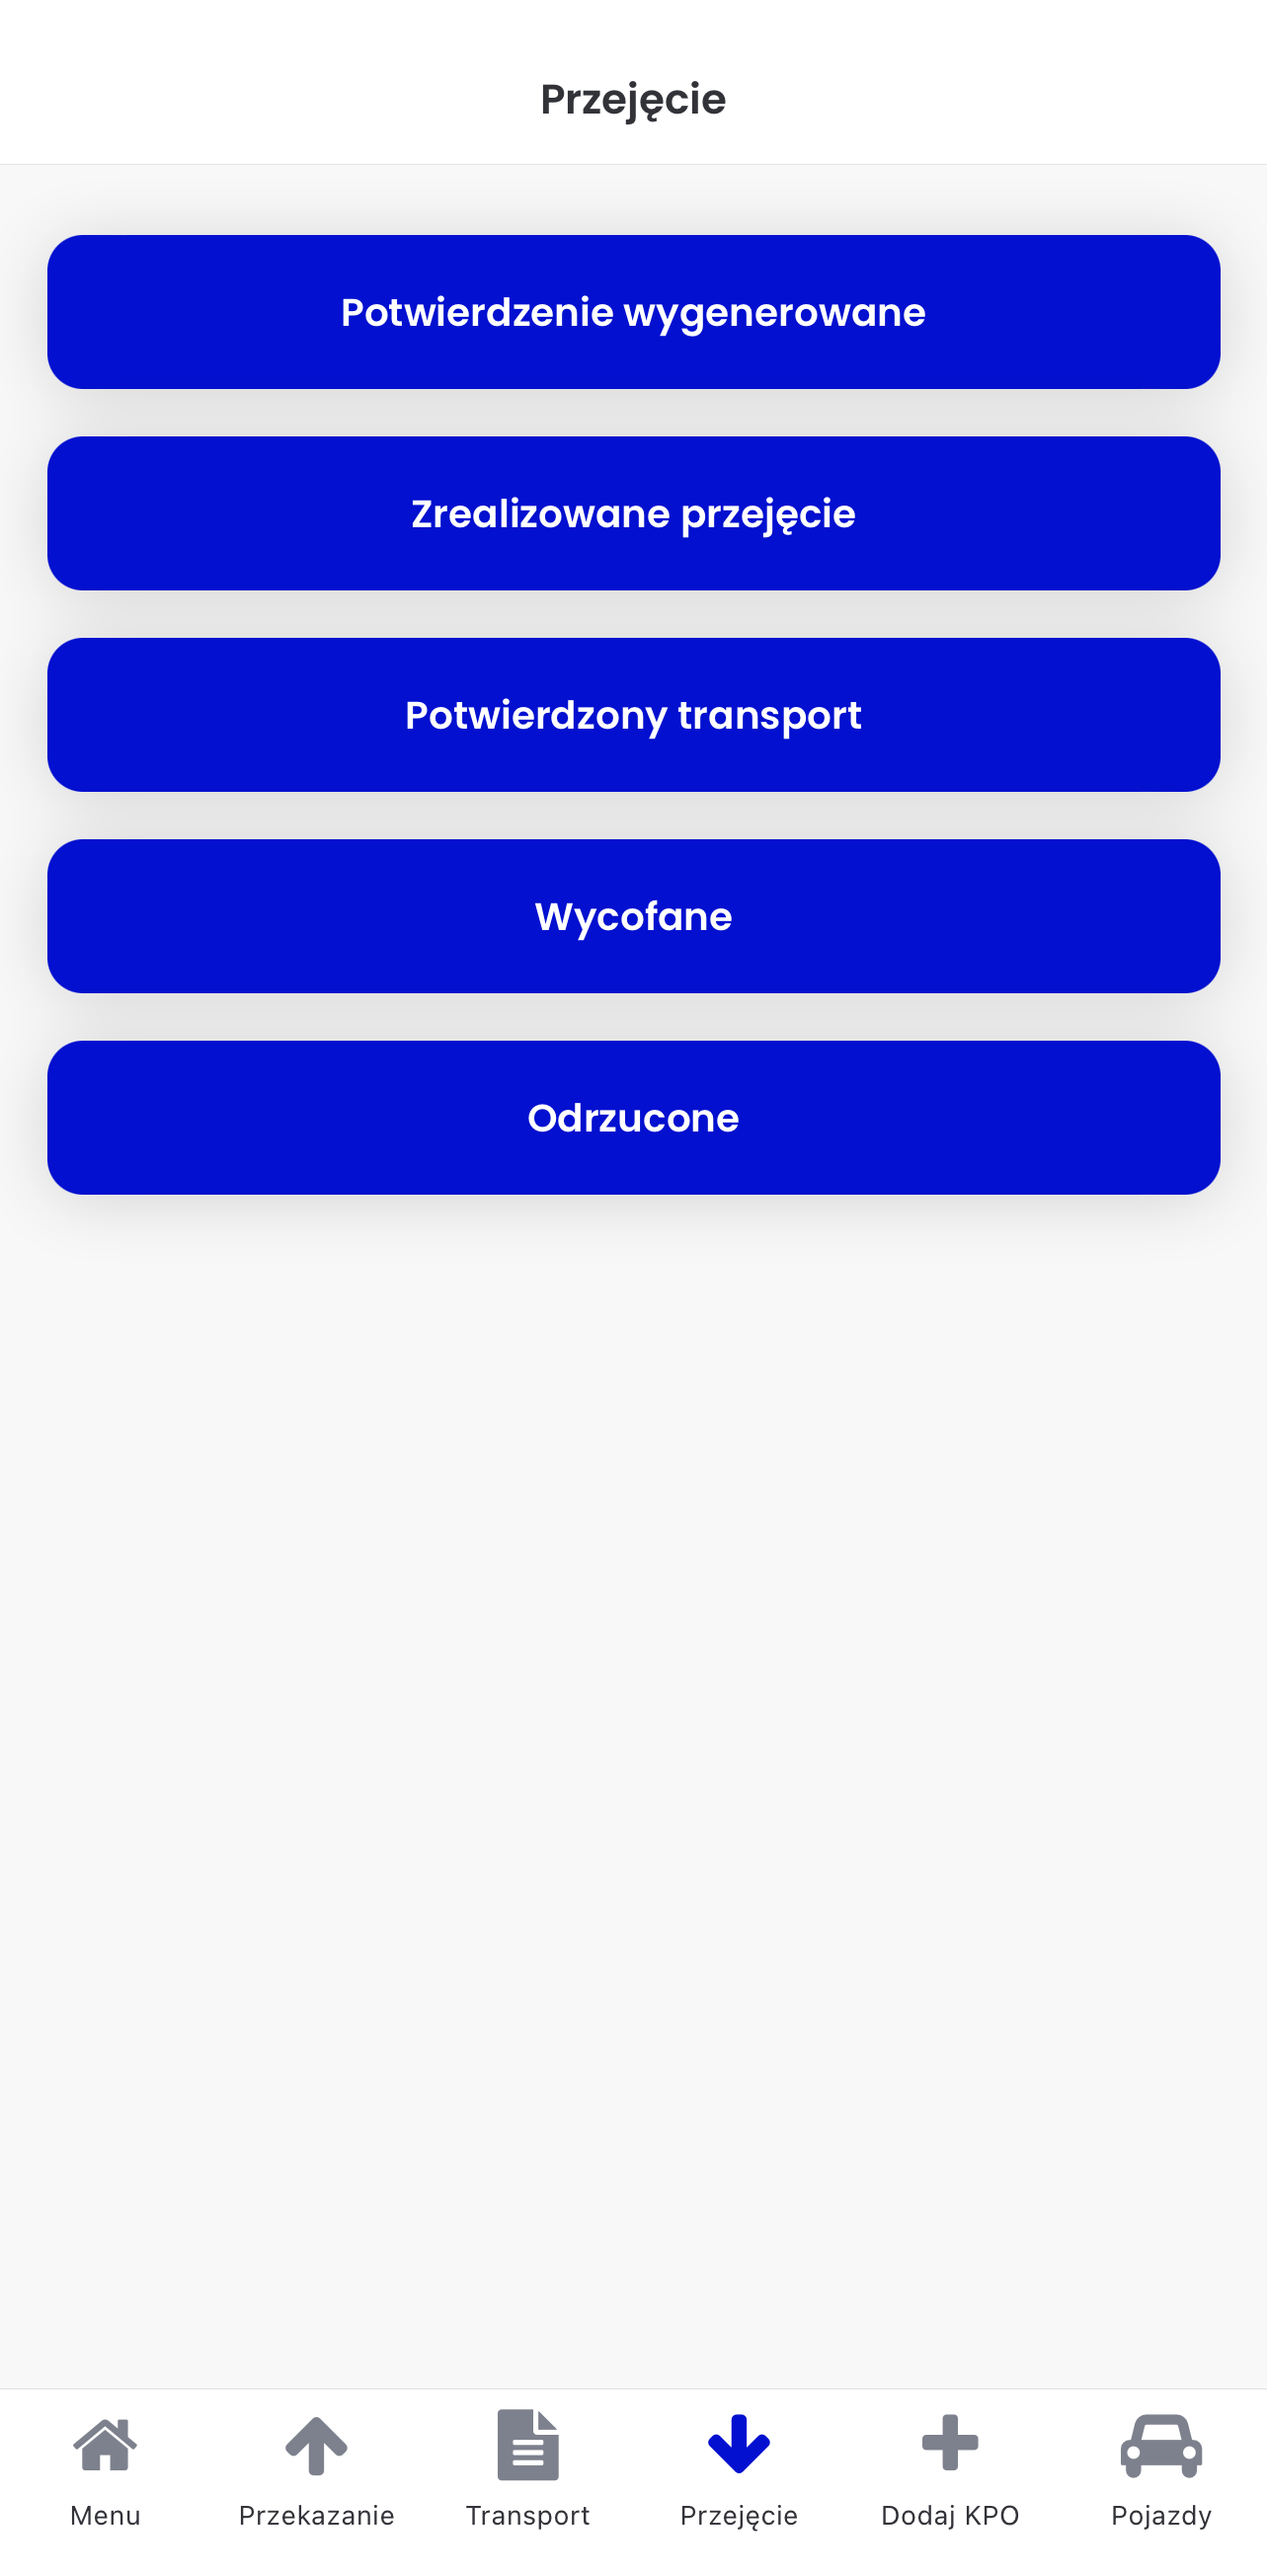 Przejęcie
Potwierdzenie wygenerowane
Zrealizowane przejęcie
Potwierdzony transport
Wycofane
Odrzucone
Menu
Przekazanie
Transport
Przejęcie
Dodaj KPO
Pojazdy